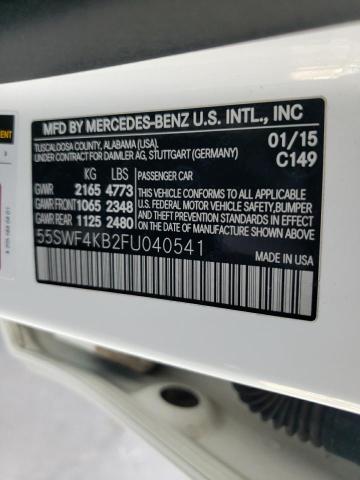 MFD BY MERCEDES-BENZ U.S. INTL., INC
TUSCALOOSA COUNTY, ALABAMA (USA).
UNDER CONTRACT FOR DAIMLER AG, STUTTGART (GERMANY)
01/15
C149
KG LBS
GVWR 2165 4773
GAWR FRONT 1065 2348
GAWR REAR 1125 2480
PASSENGER CAR
THIS VEHICLE CONFORMS TO ALL APPLICABLE
U.S. FEDERAL MOTOR VEHICLE SAFETY,BUMPER
AND THEFT PREVENTION STANDARDS
IN EFFECT ON THE DATE OF MANUFACTURE
SHOWN ABOVE.
55SWF4KB2FU040541
MADE IN USA